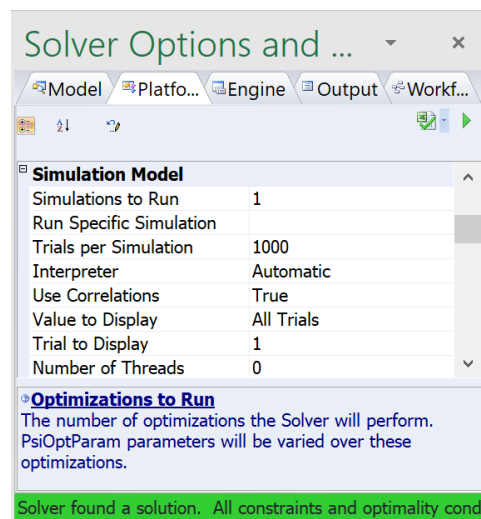 Solver Options and ...
Model Platfo... Engine Output Workf...
Simulation Model
Simulations to Run 1
Run Specific Simulation
Trials per Simulation 1000
Interpreter Automatic
Use Correlations True
Value to Display All Trials
Trial to Display 1
Number of Threads 0
Optimizations to Run
The number of optimizations the Solver will perform.
PsiOptParam parameters will be varied over these
optimizations.
Solver found a solution. All constraints and optimality cond